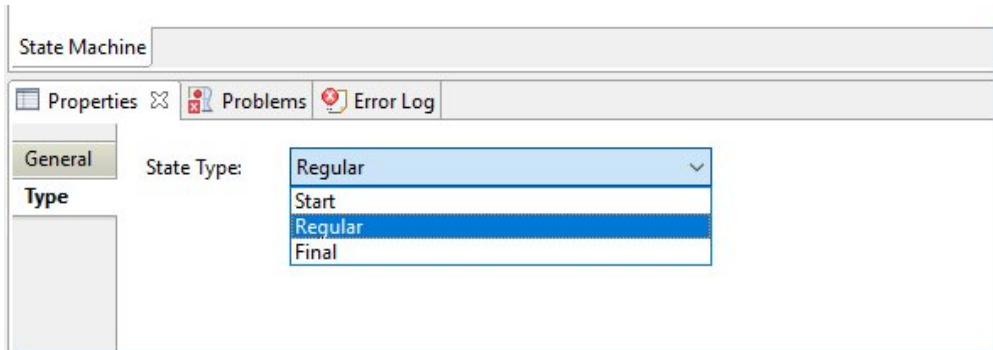 State Machine
Properties Problems Error Log
General State Type: Regular
Type Start
Regular
Final